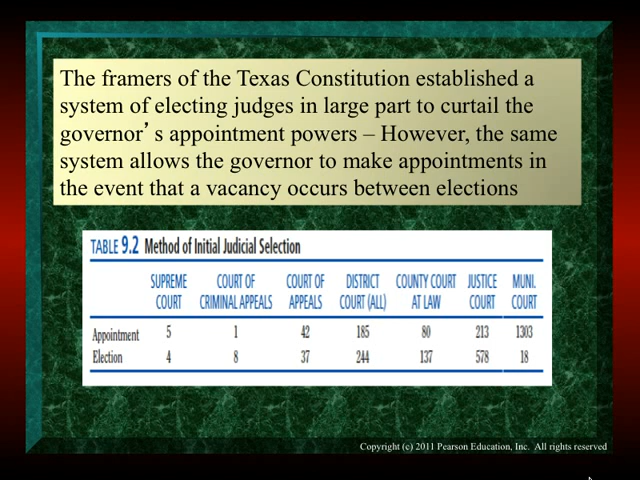 The framers of the Texas Constitution established a
system of electing judges in large part to curtail the
governor’s appointment powers – However, the same
system allows the governor to make appointments in
the event that a vacancy occurs between elections
TABLE 9.2 Method of Initial Judicial Selection
SUPREME COURT OF COURT OF DISTRICT COUNTY COURT JUSTICE MUNI.
COURT CRIMINAL APPEALS APPEALS COURT (ALL) AT LAW COURT COURT
Appointment 5 1 42 185 80 213 1303
Election 4 8 37 244 137 578 18
Copyright (c) 2011 Pearson Education, Inc. All rights reserved